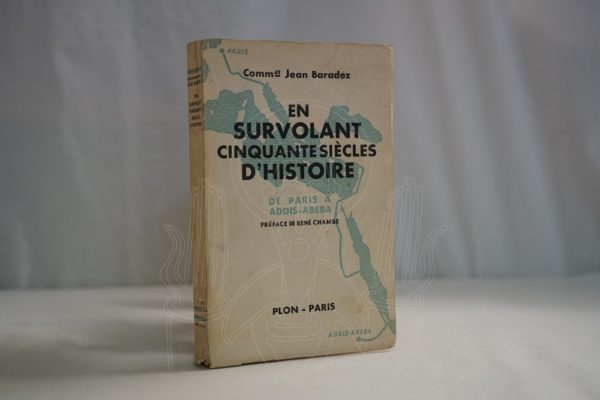 PARIS
Commdt Jean Baradez
EN
SURVOLANT
CINQUANTE SIÈCLES
D'HISTOIRE
DE PARIS A
ADDIS-ABEBA
PRÉFACE DE RENÉ CHAMBE
PLON - PARIS
ADDIS ABEBA